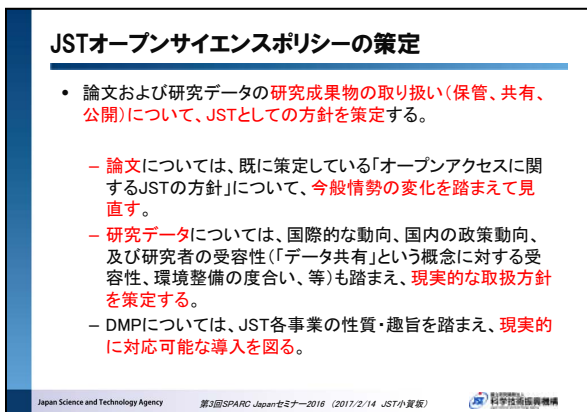 JSTオープンサイエンスポリシーの策定
• 論文および研究データの研究成果物の取り扱い（保管、共有、
公開）について、JSTとしての方針を策定する。
– 論文については、既に策定している「オープンアクセスに関
するJSTの方針」について、今般情勢の変化を踏まえて見
直す。
– 研究データについては、国際的な動向、国内の政策動向、
及び研究者の受容性（「データ共有」という概念に対する受
容性、環境整備の度合い、等）も踏まえ、現実的な取扱方針
を策定する。
– DMPについては、JST各事業の性質・趣旨を踏まえ、現実的
に対応可能な導入を図る。
Japan Science and Technology Agency
第3回SPARC Japanセミナー2016 （2017/2/14 JST小賀坂）
JST
国立研究開発法人
科学技術振興機構